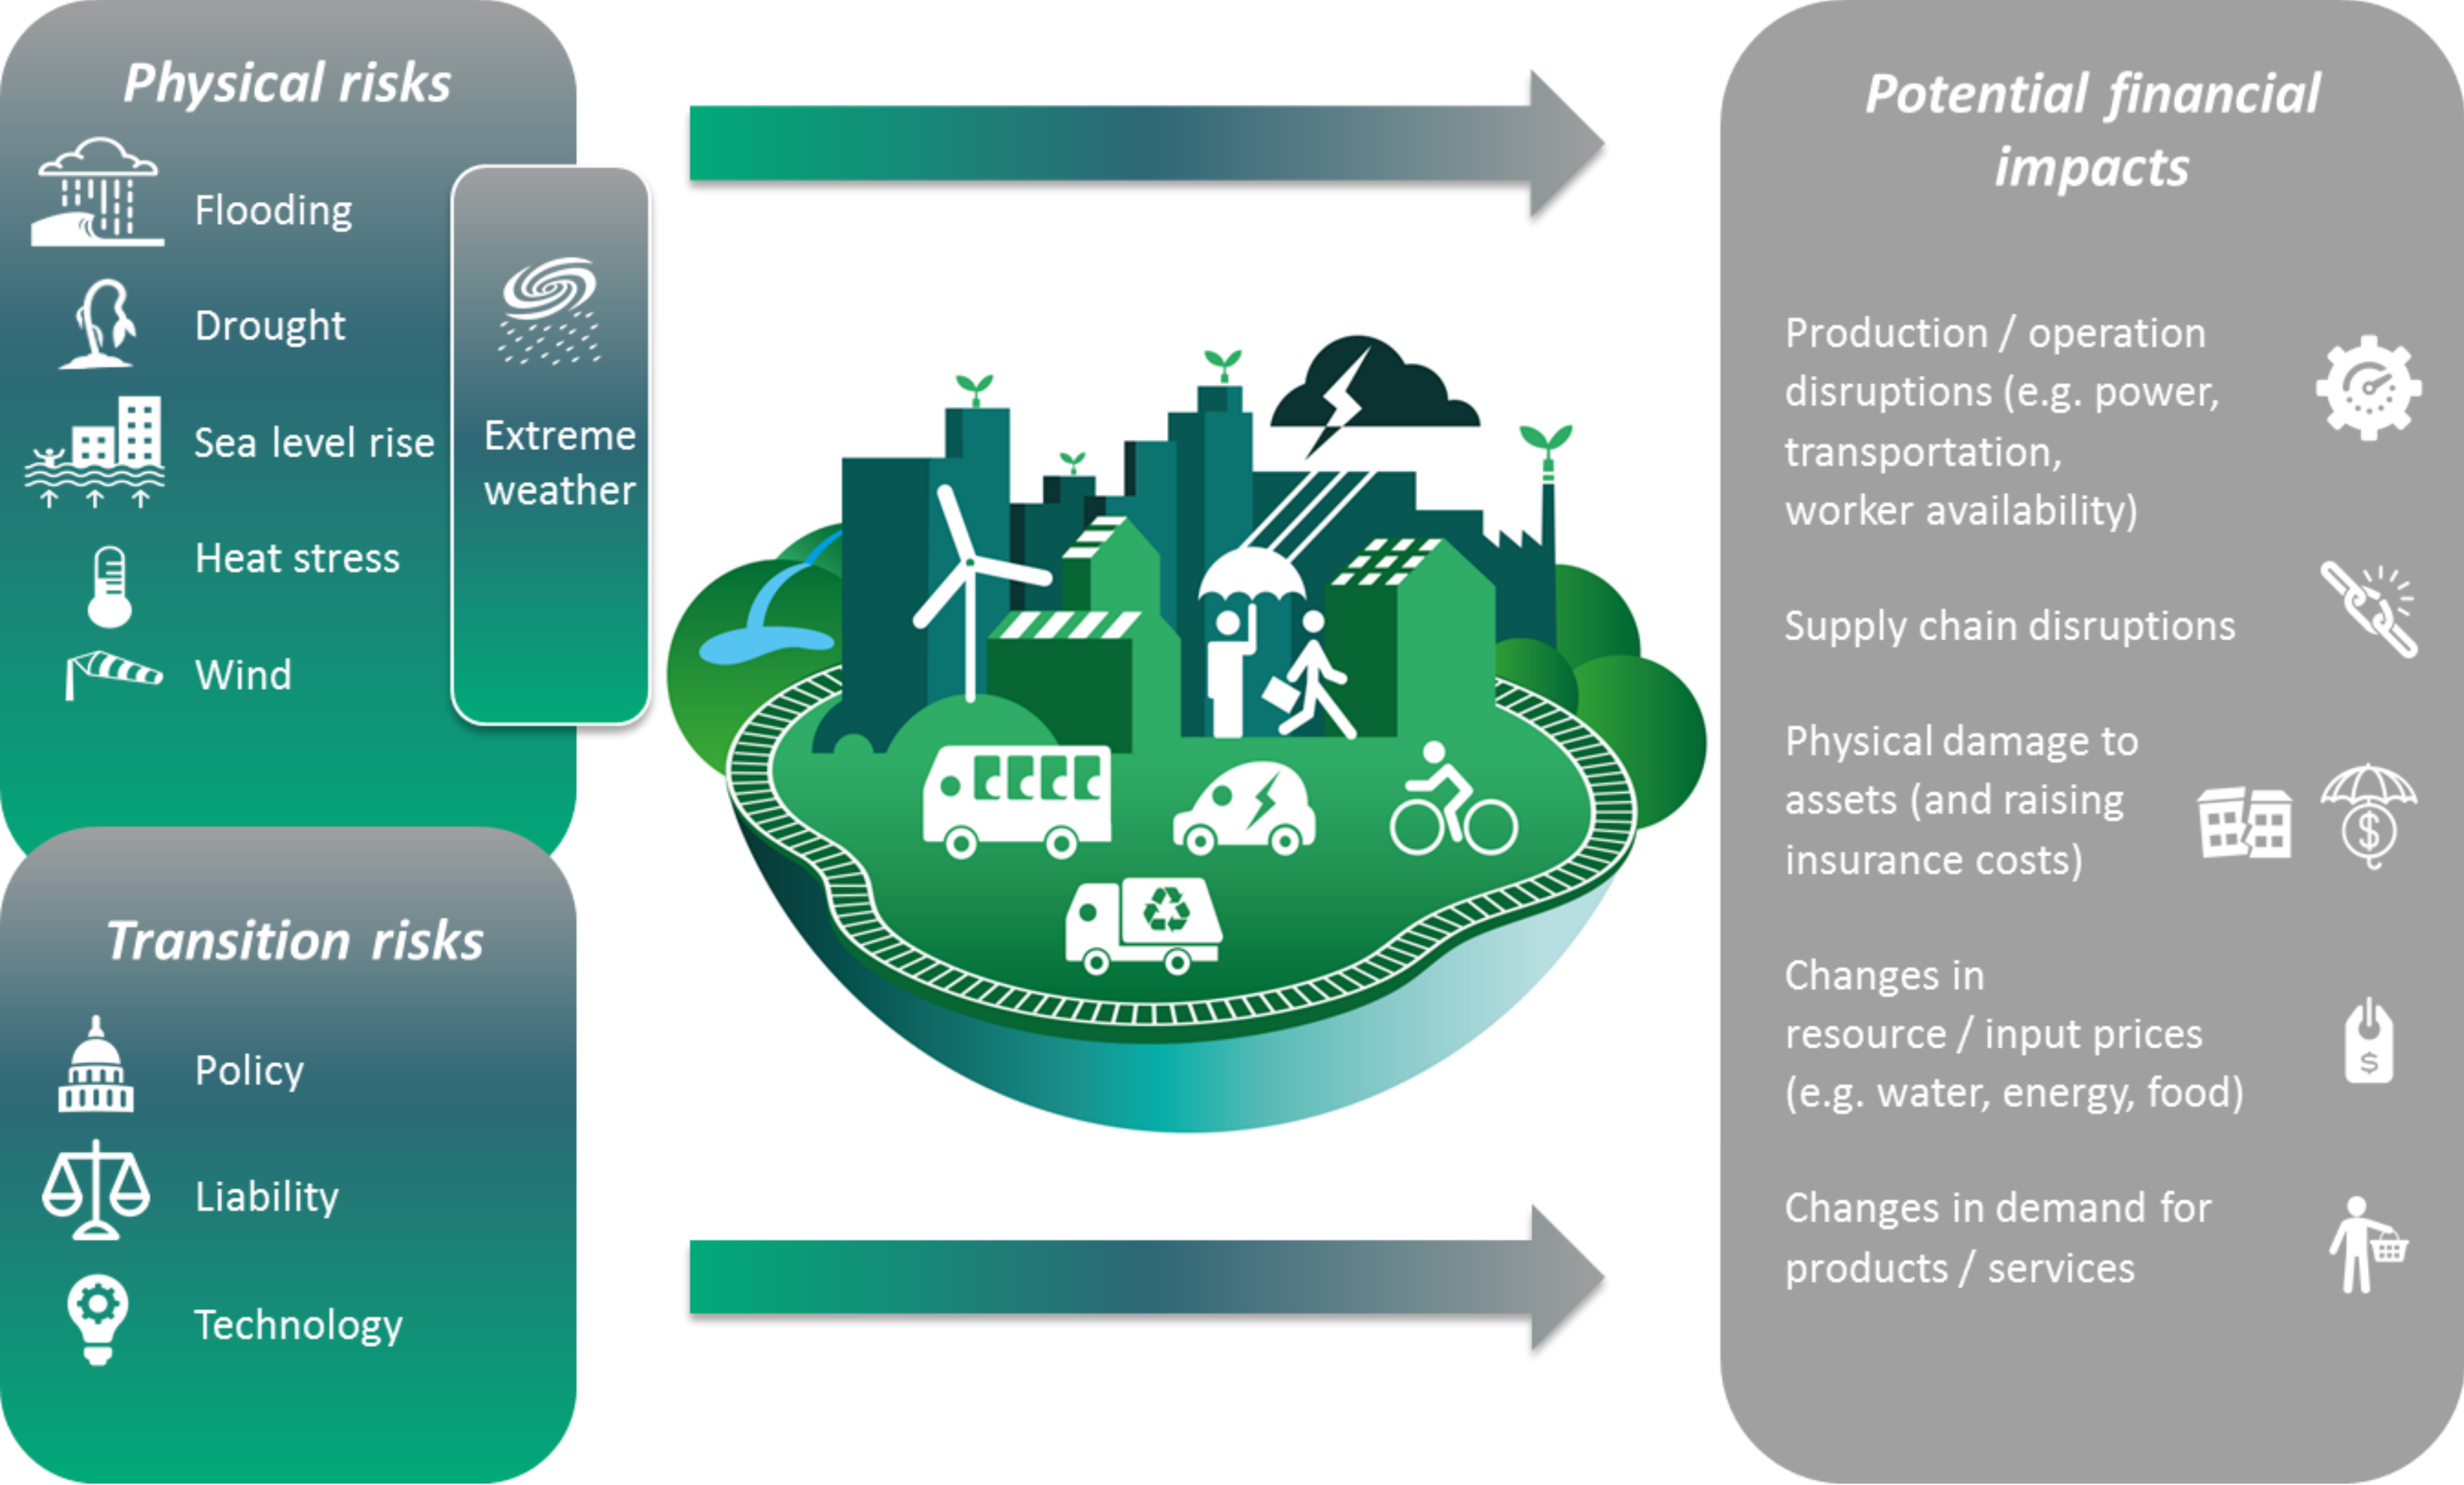 Physical risks
Flooding
Drought
Sea level rise
Heat stress
Wind
Extreme
weather
Transition risks
Policy
Liability
Technology
Potential financial
impacts
Production / operation
disruptions (e.g. power,
transportation,
worker availability)
Supply chain disruptions
Physical damage to
assets (and raising
insurance costs)
$
Changes in
resource / input prices
(e.g. water, energy, food)
$
Changes in demand for
products / services